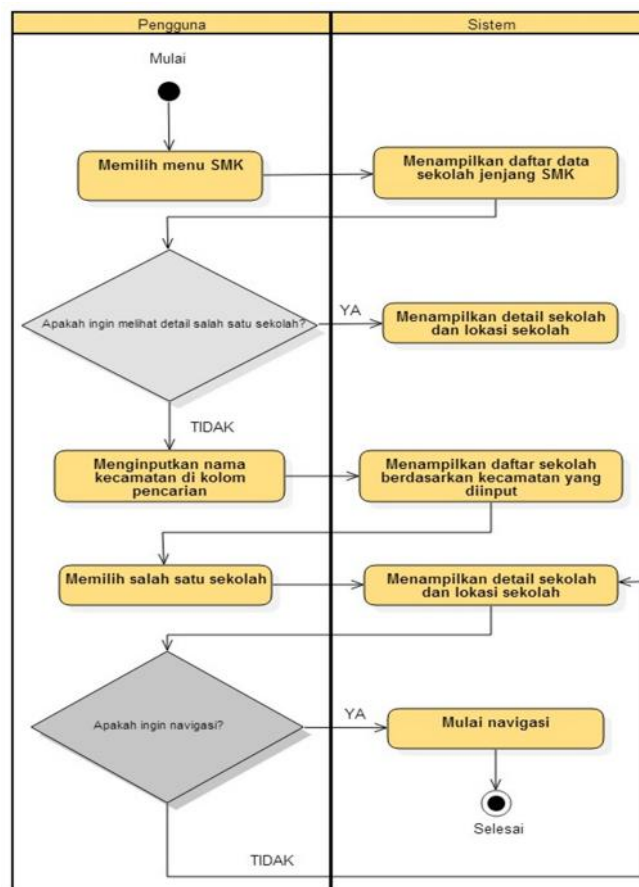 Pengguna
Sistem
Mulai
Memilih menu SMK
Menampilkan daftar data
sekolah jenjang SMK
Apakah ingin melihat detail salah satu sekolah?
YA
Menampilkan detail sekolah
dan lokasi sekolah
TIDAK
Menginputkan nama
kecamatan di kolom
pencarian
Menampilkan daftar sekolah
berdasarkan kecamatan yang
diinput
Memilih salah satu sekolah
Menampilkan detail sekolah
dan lokasi sekolah
Apakah ingin navigasi?
YA
Mulai navigasi
Selesai
TIDAK